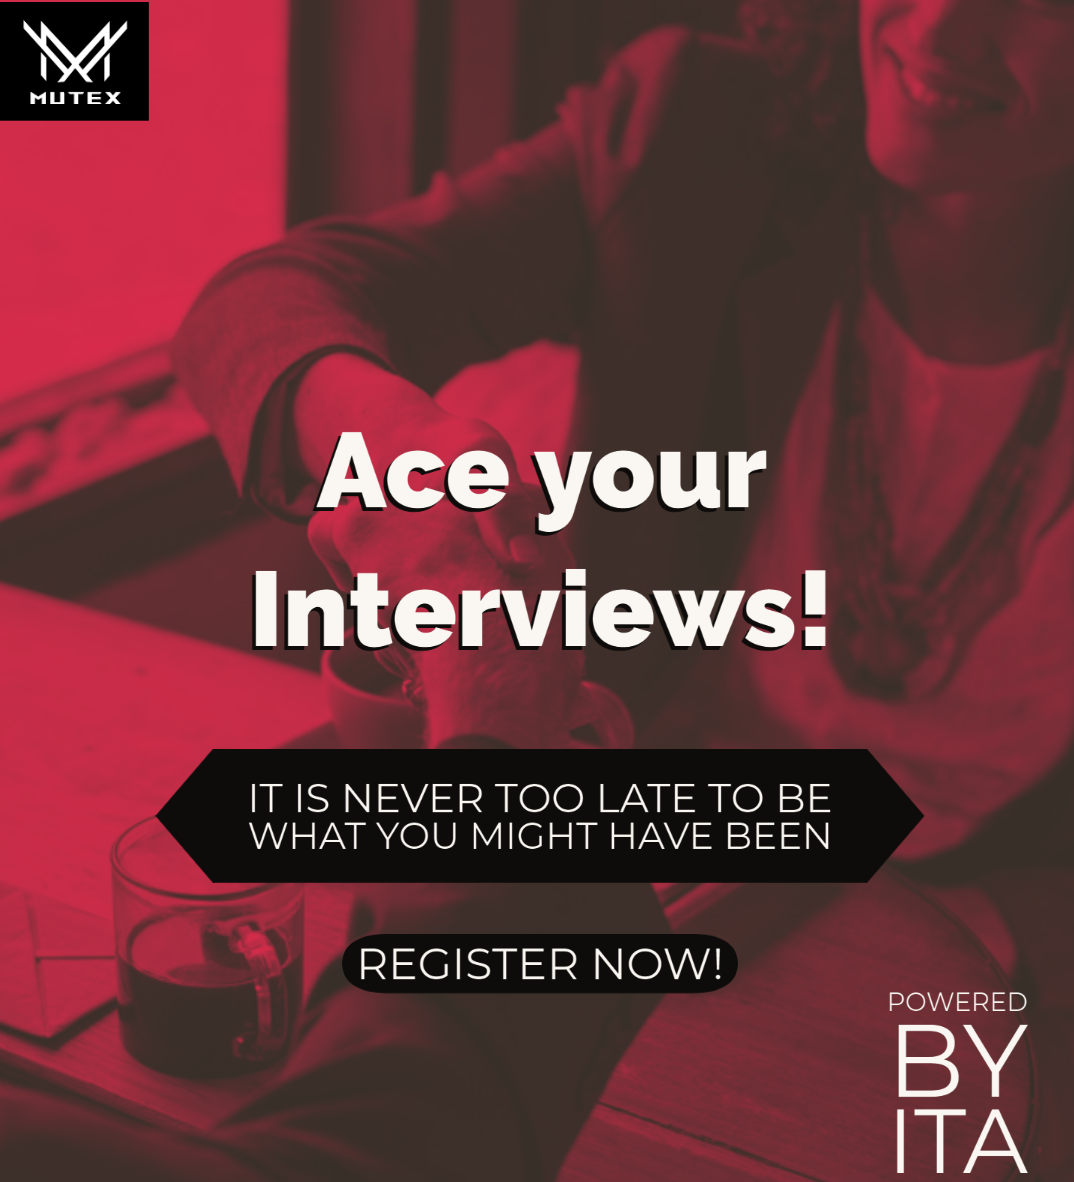 MUTEX
Ace your
Interviews!
IT IS NEVER TOO LATE TO BE
WHAT YOU MIGHT HAVE BEEN
REGISTER NOW!
POWERED
BY
ITA